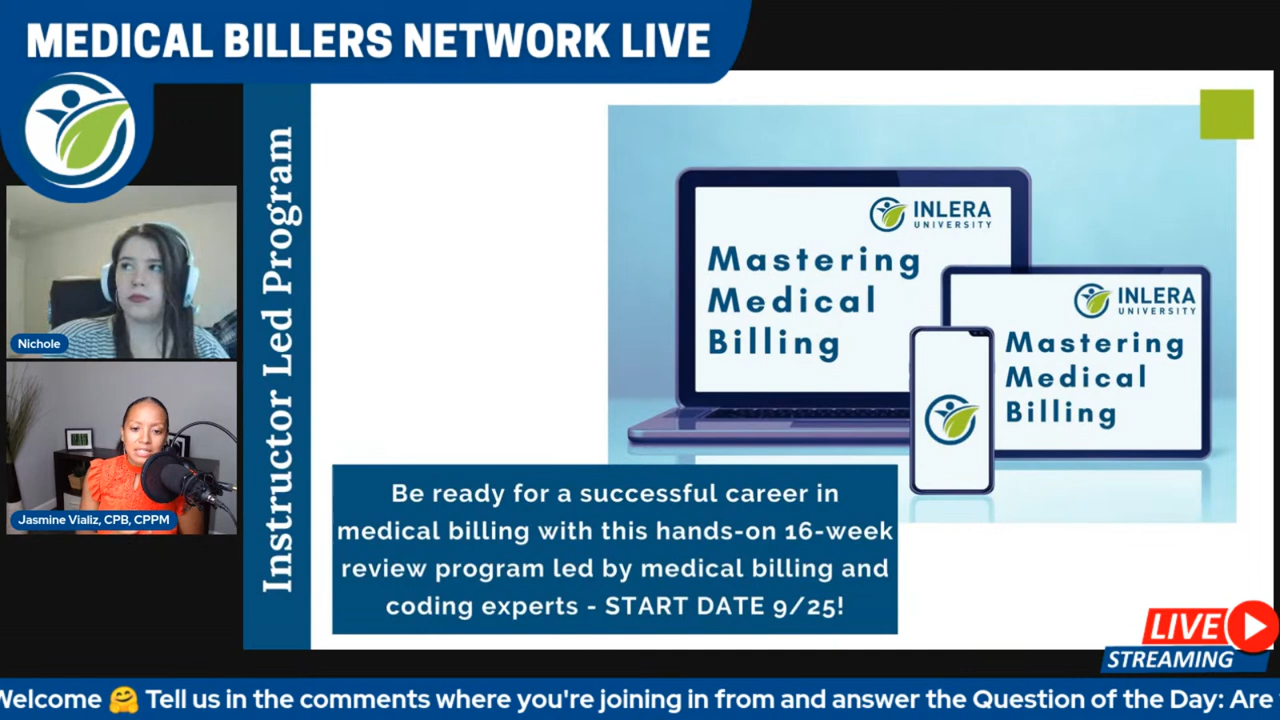 MEDICAL BILLERS NETWORK LIVE
Nichole
Jasmine Vializ, CPB, CPPM
Instructor Led Program
INLERA
UNIVERSITY
Mastering
Medical
Billing
INLERA
UNIVERSITY
Mastering
Medical
Billing
Be ready for a successful career in
medical billing with this hands-on 16-week
review program led by medical billing and
coding experts - START DATE 9/25!
LIVE
STREAMING
Welcome 🤗 Tell us in the comments where you're joining in from and answer the Question of the Day: Are